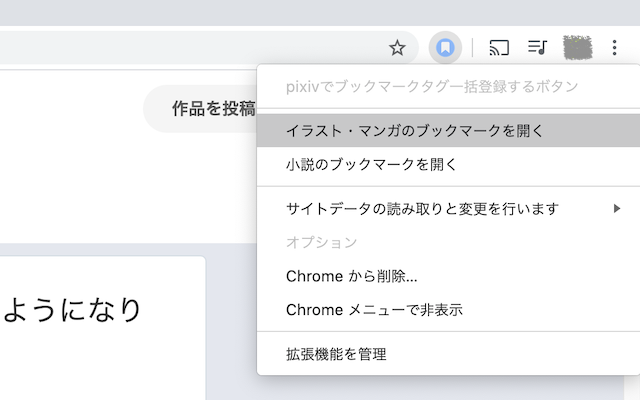 pixivでブックマークタグ一括登録するボタン
作品を投稿
イラスト・マンガのブックマークを開く
小説のブックマークを開く
サイトデータの読み取りと変更を行います
オプション
Chrome から削除...
ようになり
Chrome メニューで非表示
拡張機能を管理